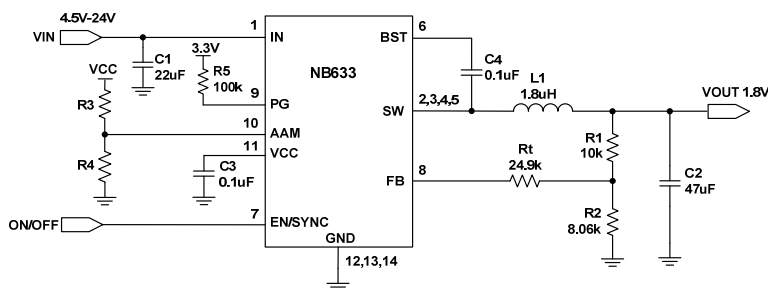 4.5V-24V
VIN
1
IN
C1
22uF
3.3V
R5
100k
VCC
R3
9
PG
10
AAM
R4
11
VCC
C3
0.1uF
ON/OFF
7
EN/SYNC
NB633
GND
12,13,14
6
BST
C4
0.1uF
2,3,4,5
SW
L1
1.8uH
VOUT 1.8V
R1
10k
Rt
24.9k
8
FB
R2
8.06k
C2
47uF